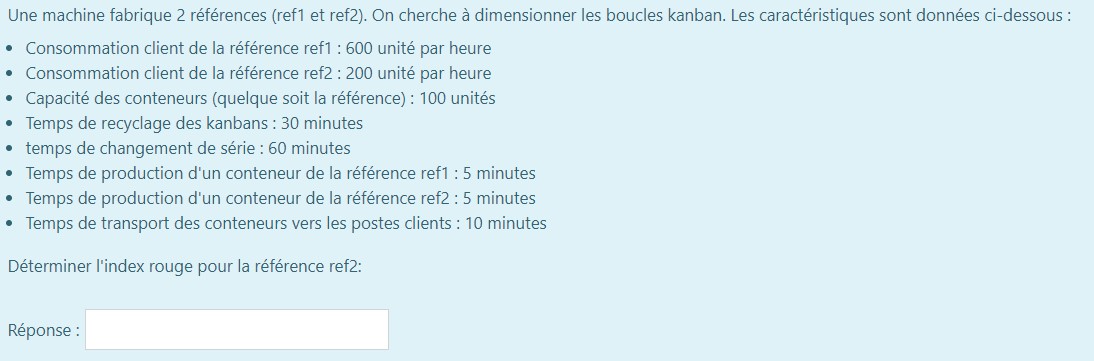 Une machine fabrique 2 références (ref1 et ref2). On cherche à dimensionner les boucles kanban. Les caractéristiques sont données ci-dessous :
• Consommation client de la référence ref1 : 600 unité par heure
• Consommation client de la référence ref2 : 200 unité par heure
• Capacité des conteneurs (quelque soit la référence) : 100 unités
• Temps de recyclage des kanbans : 30 minutes
• temps de changement de série : 60 minutes
• Temps de production d'un conteneur de la référence ref1 : 5 minutes
• Temps de production d'un conteneur de la référence ref2 : 5 minutes
• Temps de transport des conteneurs vers les postes clients : 10 minutes
Déterminer l'index rouge pour la référence ref2:
Réponse :